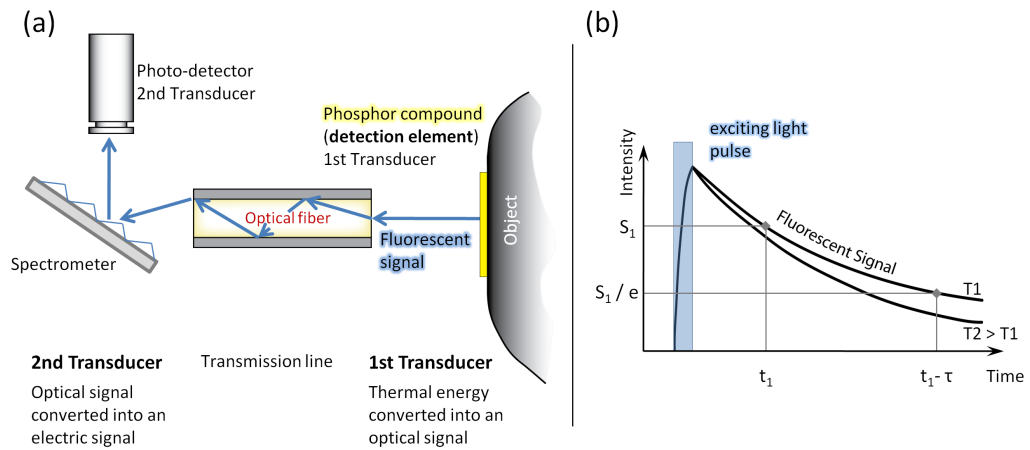 (a)
Photo-detector
2nd Transducer
Phosphor compound
(detection element)
1st Transducer
Optical fiber
Object
Fluorescent
signal
Spectrometer
2nd Transducer
Optical signal
converted into an
electric signal
Transmission line
1st Transducer
Thermal energy
converted into an
optical signal
(b)
exciting light
pulse
Intensity
S₁
Fluorescent Signal
S₁ / e
T1
T2 > T1
t₁
t₁- τ
Time